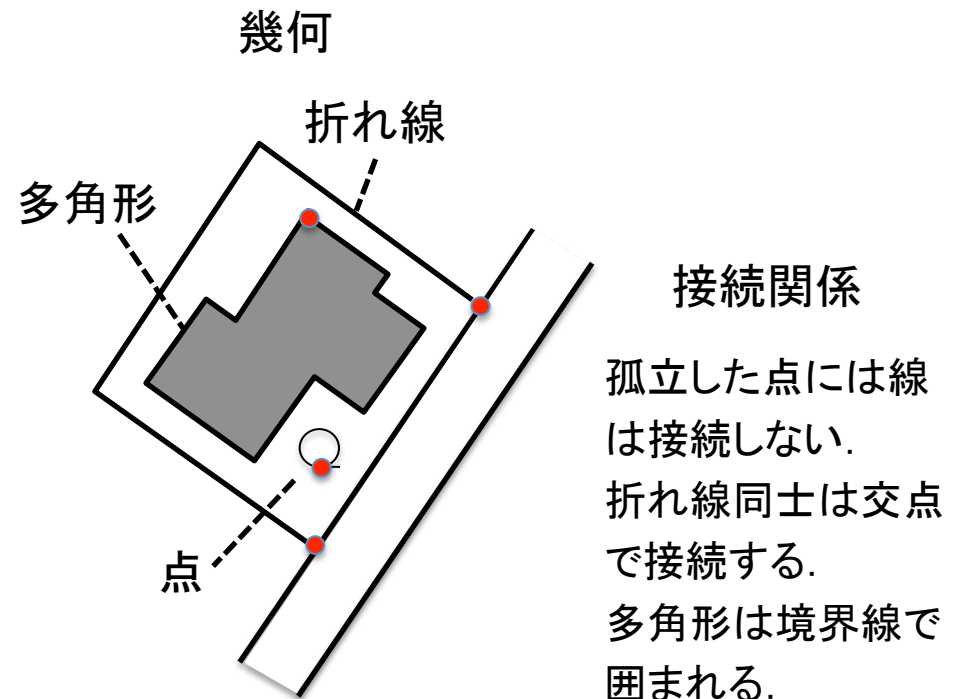 幾何
折れ線
多角形
点
接続関係
孤立した点には線
は接続しない.
折れ線同士は交点
で接続する.
多角形は境界線で
囲まれる.